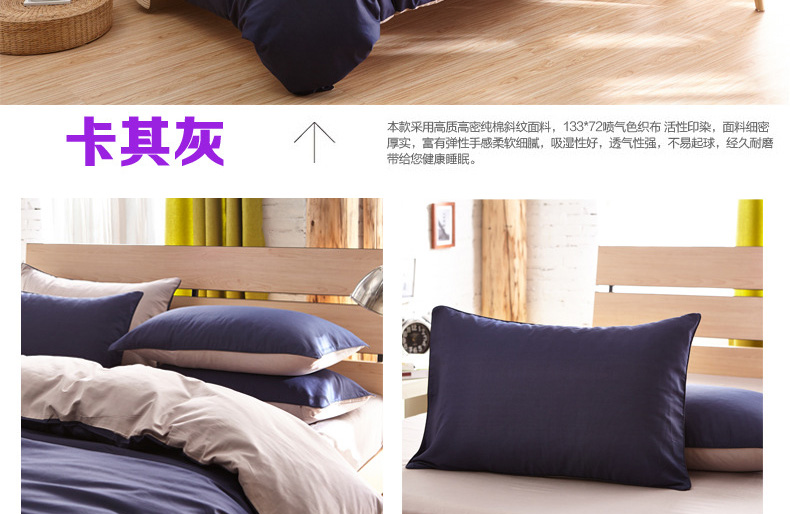 卡其灰
本款采用高质高密纯棉斜纹面料，133*72喷气色织布 活性印染，面料细密
厚实，富有弹性手感柔软细腻，吸湿性好，透气性强，不易起球，经久耐磨
带给您健康睡眠。